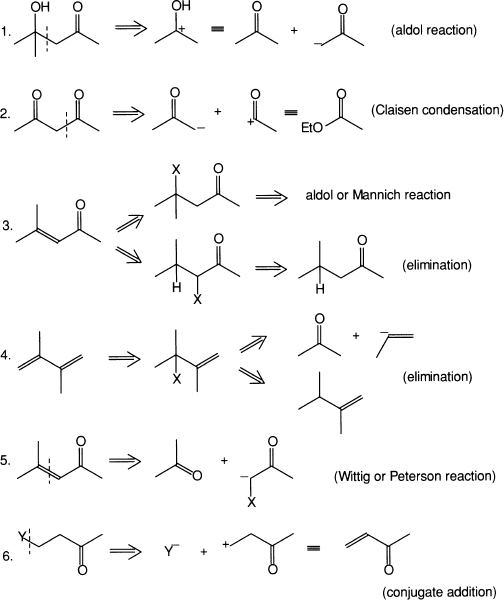 OH O OH O O
1. + ≡ + − (aldol reaction)
O O O O O
2. − + + ≡ EtO (Claisen condensation)
X O
aldol or Mannich reaction
O
3.
O O
H H (elimination)
X
O
4. + −
X (elimination)
O O
5. + −
O (Wittig or Peterson reaction)
X
Y
6. Y− + + ≡
O O O
(conjugate addition)